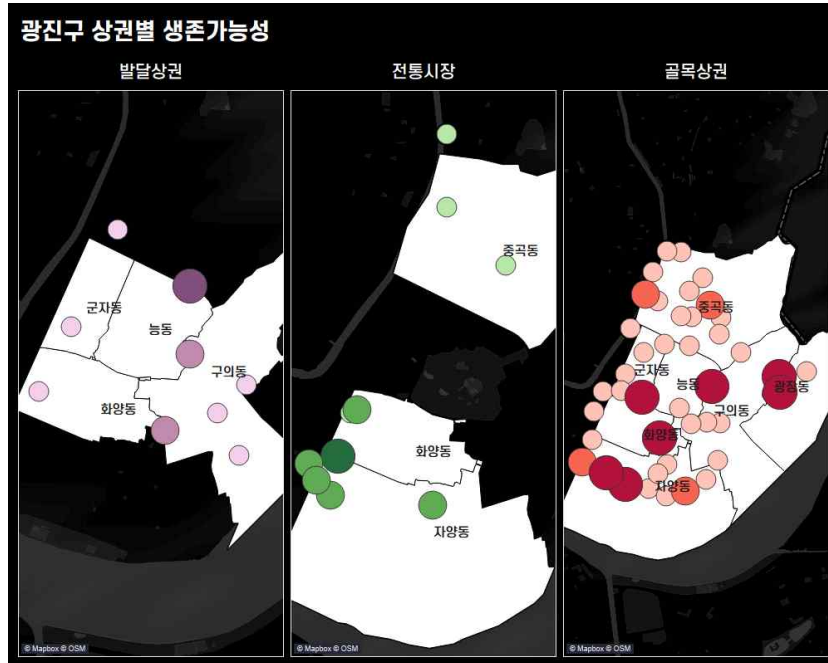 광진구 상권별 생존가능성
발달상권
군자동
능동
구의동
화양동
© Mapbox © OSM
전통시장
중곡동
화양동
자양동
© Mapbox © OSM
골목상권
중곡동
군자동
능동
광장동
구의동
화양동
자양동
© Mapbox © OSM